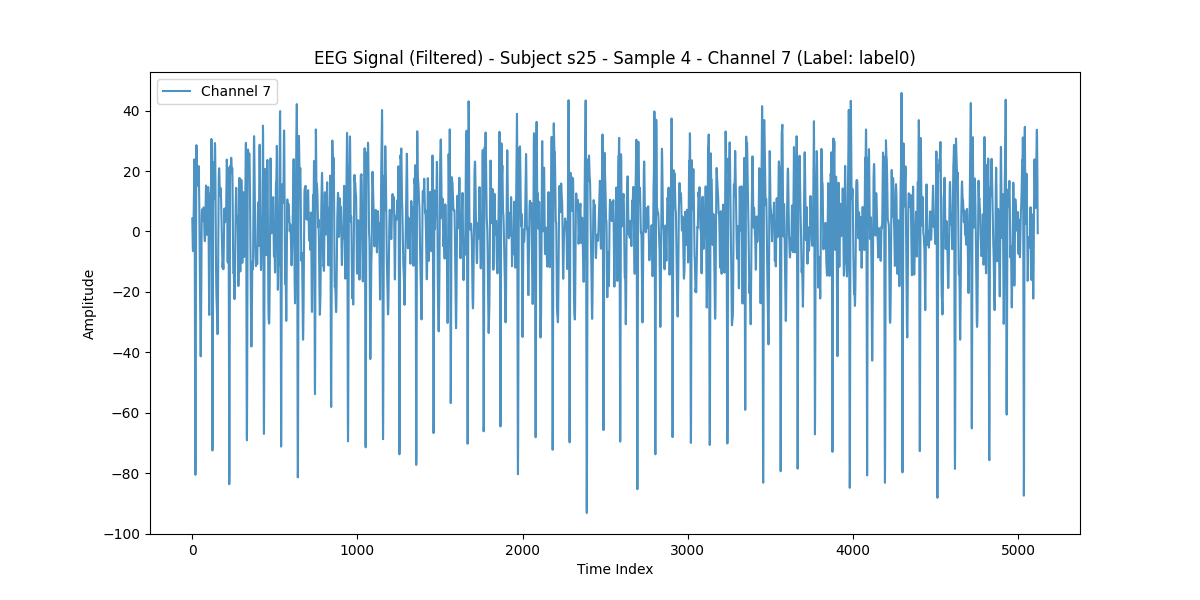 EEG Signal (Filtered) - Subject s25 - Sample 4 - Channel 7 (Label: label0)
Channel 7
Amplitude
40
20
0
−20
−40
−60
−80
−100
0 1000 2000 3000 4000 5000
Time Index